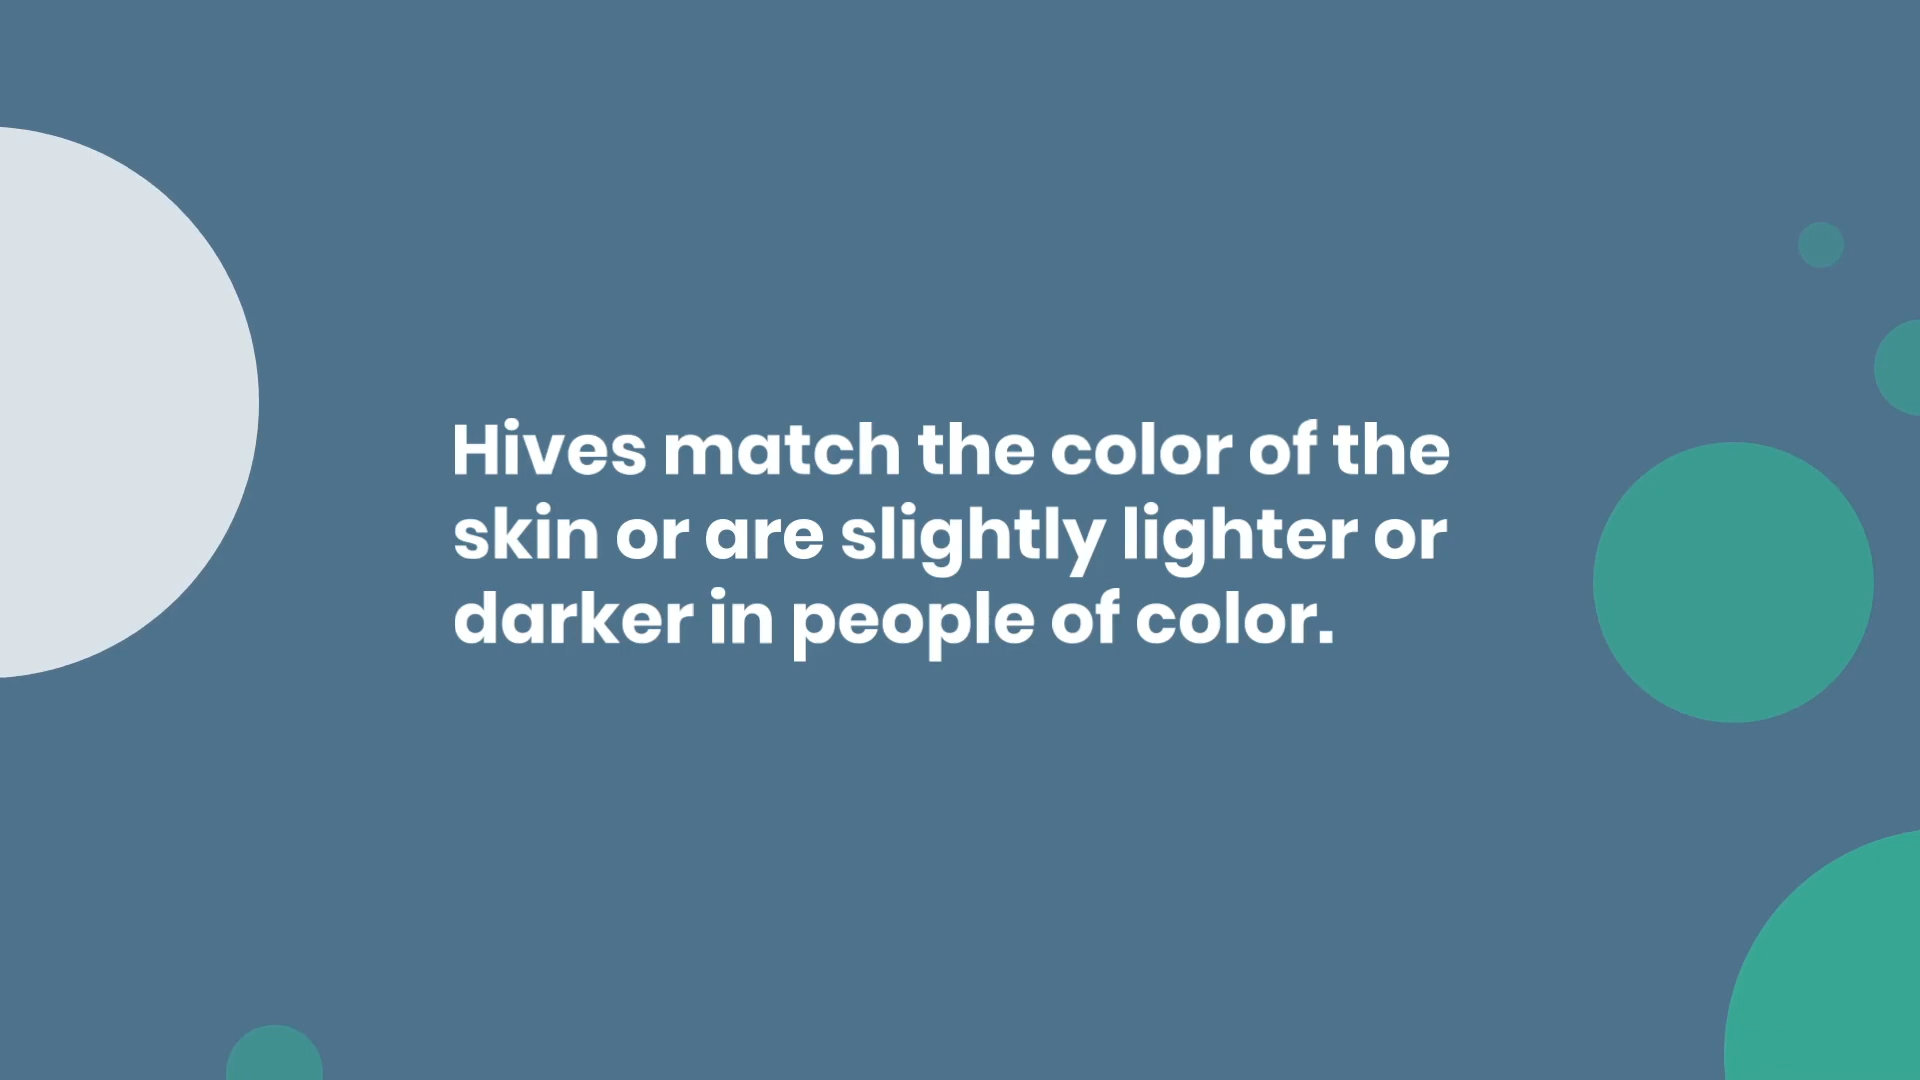 Hives match the color of the
skin or are slightly lighter or
darker in people of color.